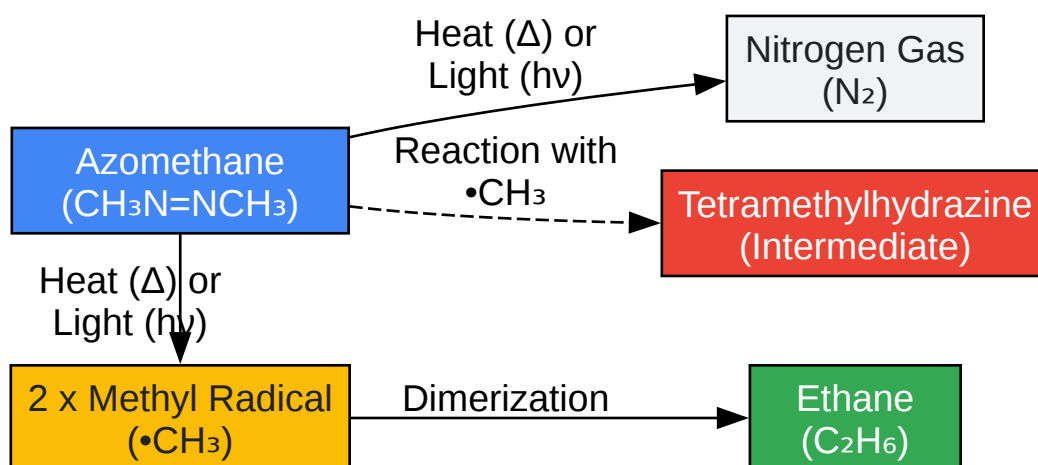 Heat (Δ) or
Light (hν)
Nitrogen Gas
(N₂)
Azomethane
(CH₃N=NCH₃)
Reaction with
•CH₃
Tetramethylhydrazine
(Intermediate)
Heat (Δ) or
Light (hν)
2 x Methyl Radical
(•CH₃)
Dimerization
Ethane
(C₂H₆)